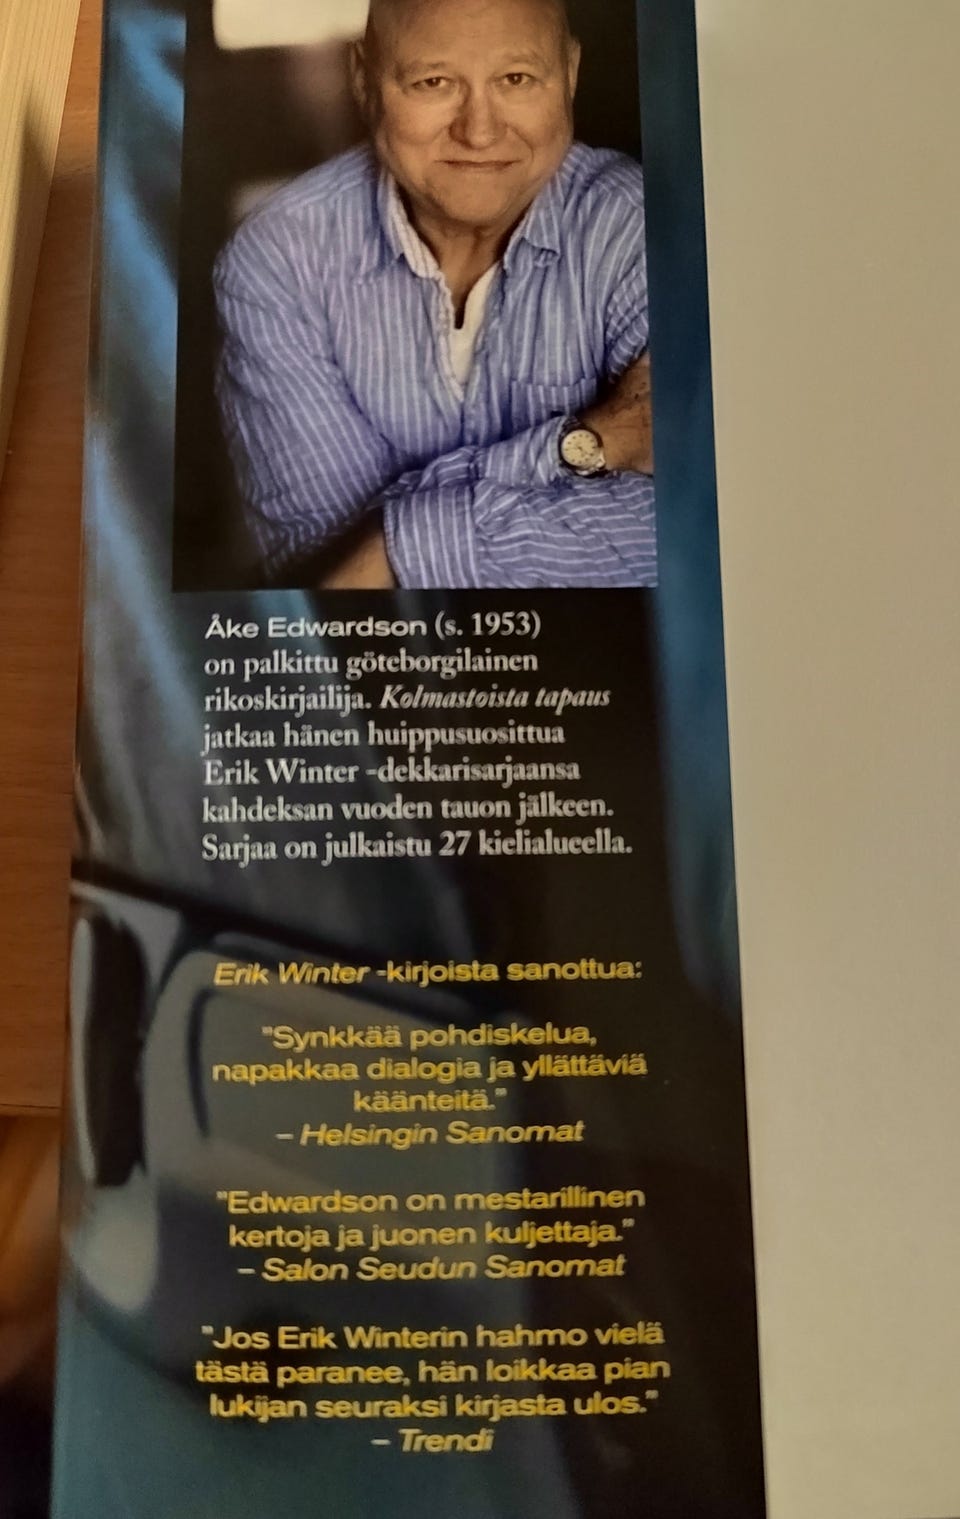 Åke Edwardson (s. 1953)
on palkittu göteborgilainen
rikoskirjailija. Kolmastoista tapaus
jatkaa hänen huippusuosittua
Erik Winter -dekkarisarjaansa
kahdeksan vuoden tauon jälkeen.
Sarjaa on julkaistu 27 kielialueella.
Erik Winter -kirjoista sanottua:
"Synkkää pohdiskelua,
napakkaa dialogia ja yllättäviä
käänteitä."
– Helsingin Sanomat
"Edwardson on mestarillinen
kertoja ja juonen kuljettaja."
– Salon Seudun Sanomat
"Jos Erik Winterin hahmo vielä
tästä paranee, hän loikkaa pian
lukijan seuraksi kirjasta ulos."
– Trendi